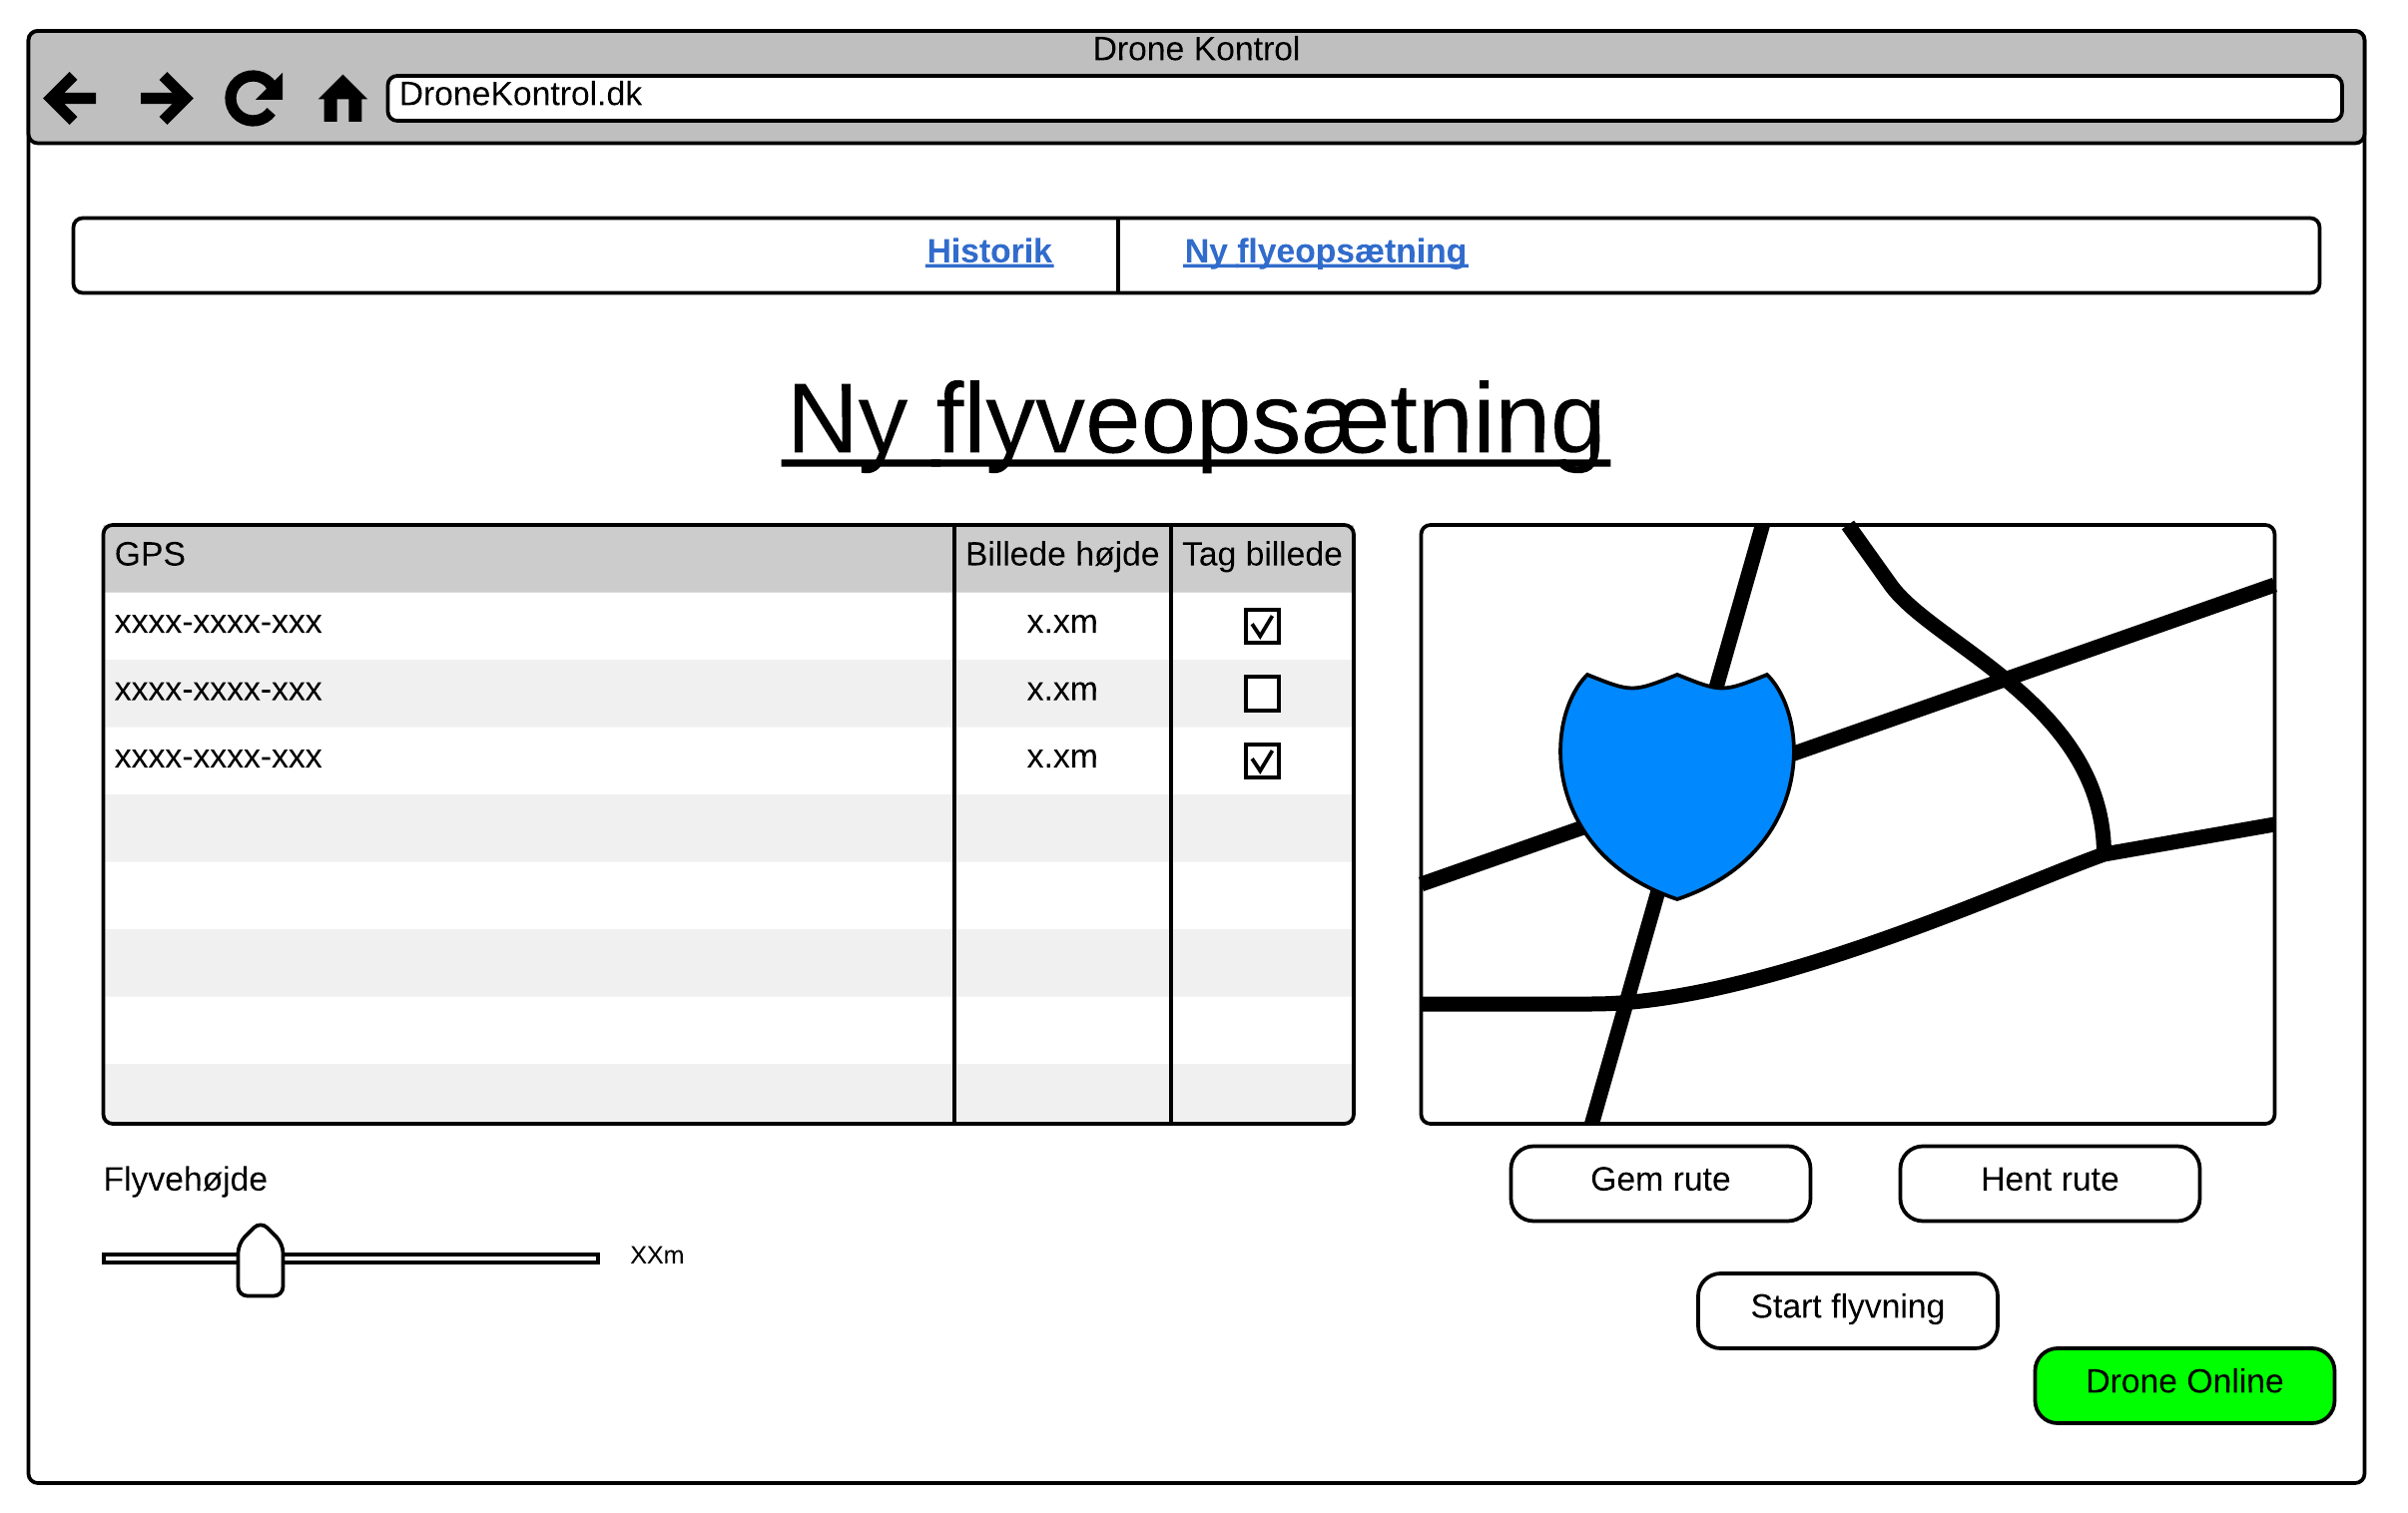 Drone Kontrol
DroneKontrol.dk
Historik
Ny flyeopsætning
Ny flyveopsætning
GPS Billede højde Tag billede
xxxx-xxxx-xxx x.xm
xxxx-xxxx-xxx x.xm
xxxx-xxxx-xxx x.xm
Flyvehøjde
XXm
Gem rute
Hent rute
Start flyvning
Drone Online